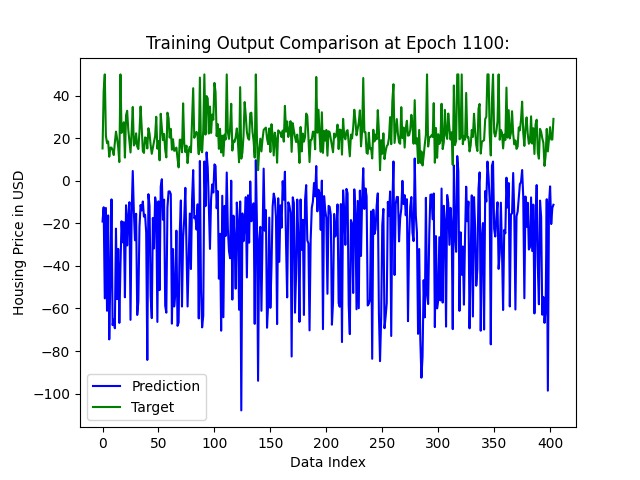 Training Output Comparison at Epoch 1100:
Housing Price in USD
40
20
0
−20
−40
−60
−80
−100
Prediction
Target
0 50 100 150 200 250 300 350 400
Data Index